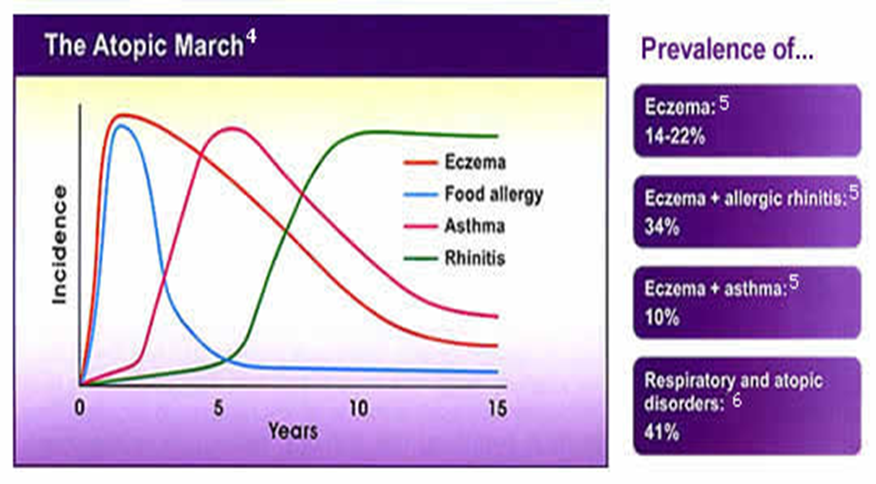 The Atopic March4
Incidence
Eczema
Food allergy
Asthma
Rhinitis
0 5 10 15
Years
Prevalence of...
Eczema: 5
14-22%
Eczema + allergic rhinitis: 5
34%
Eczema + asthma: 5
10%
Respiratory and atopic
disorders: 6
41%